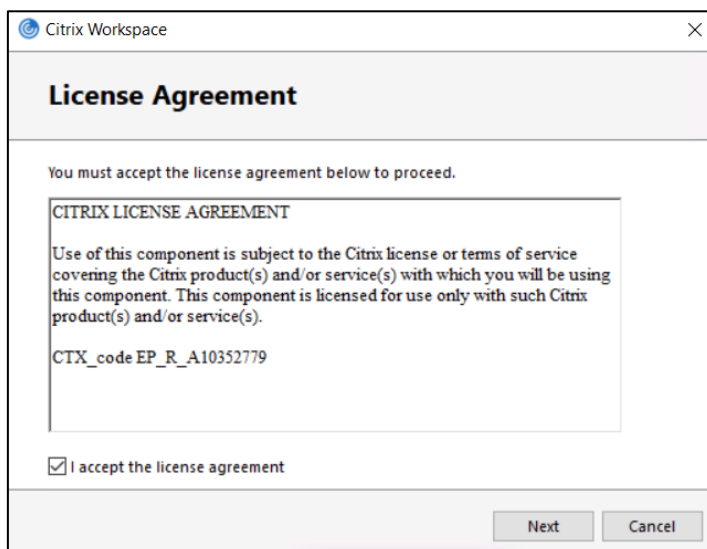 Citrix Workspace
License Agreement
You must accept the license agreement below to proceed.
CITRIX LICENSE AGREEMENT
Use of this component is subject to the Citrix license or terms of service
covering the Citrix product(s) and/or service(s) with which you will be using
this component. This component is licensed for use only with such Citrix
product(s) and/or service(s).
CTX_code EP_R_A10352779
I accept the license agreement
Next
Cancel